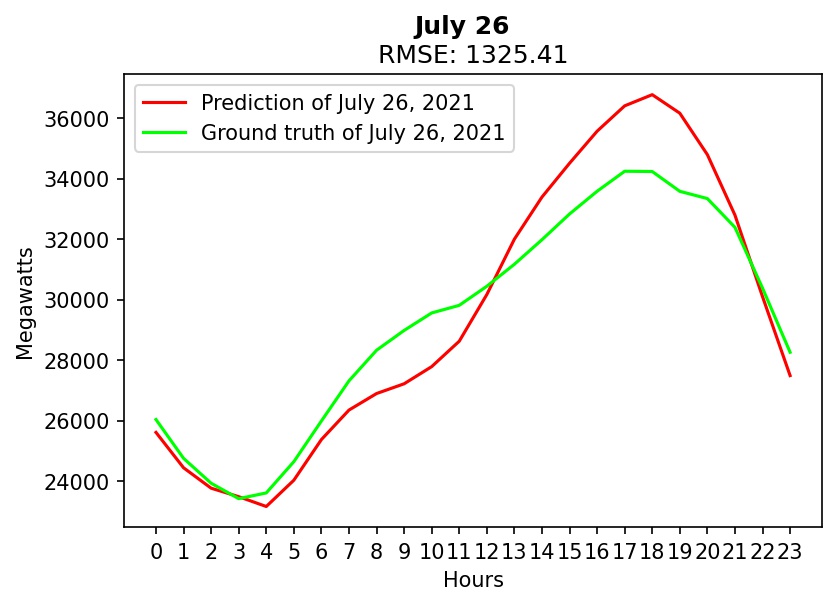 July 26
RMSE: 1325.41
Prediction of July 26, 2021
Ground truth of July 26, 2021
36000
34000
32000
30000
28000
26000
24000
Megawatts
0 1 2 3 4 5 6 7 8 9 10 11 12 13 14 15 16 17 18 19 20 21 22 23
Hours